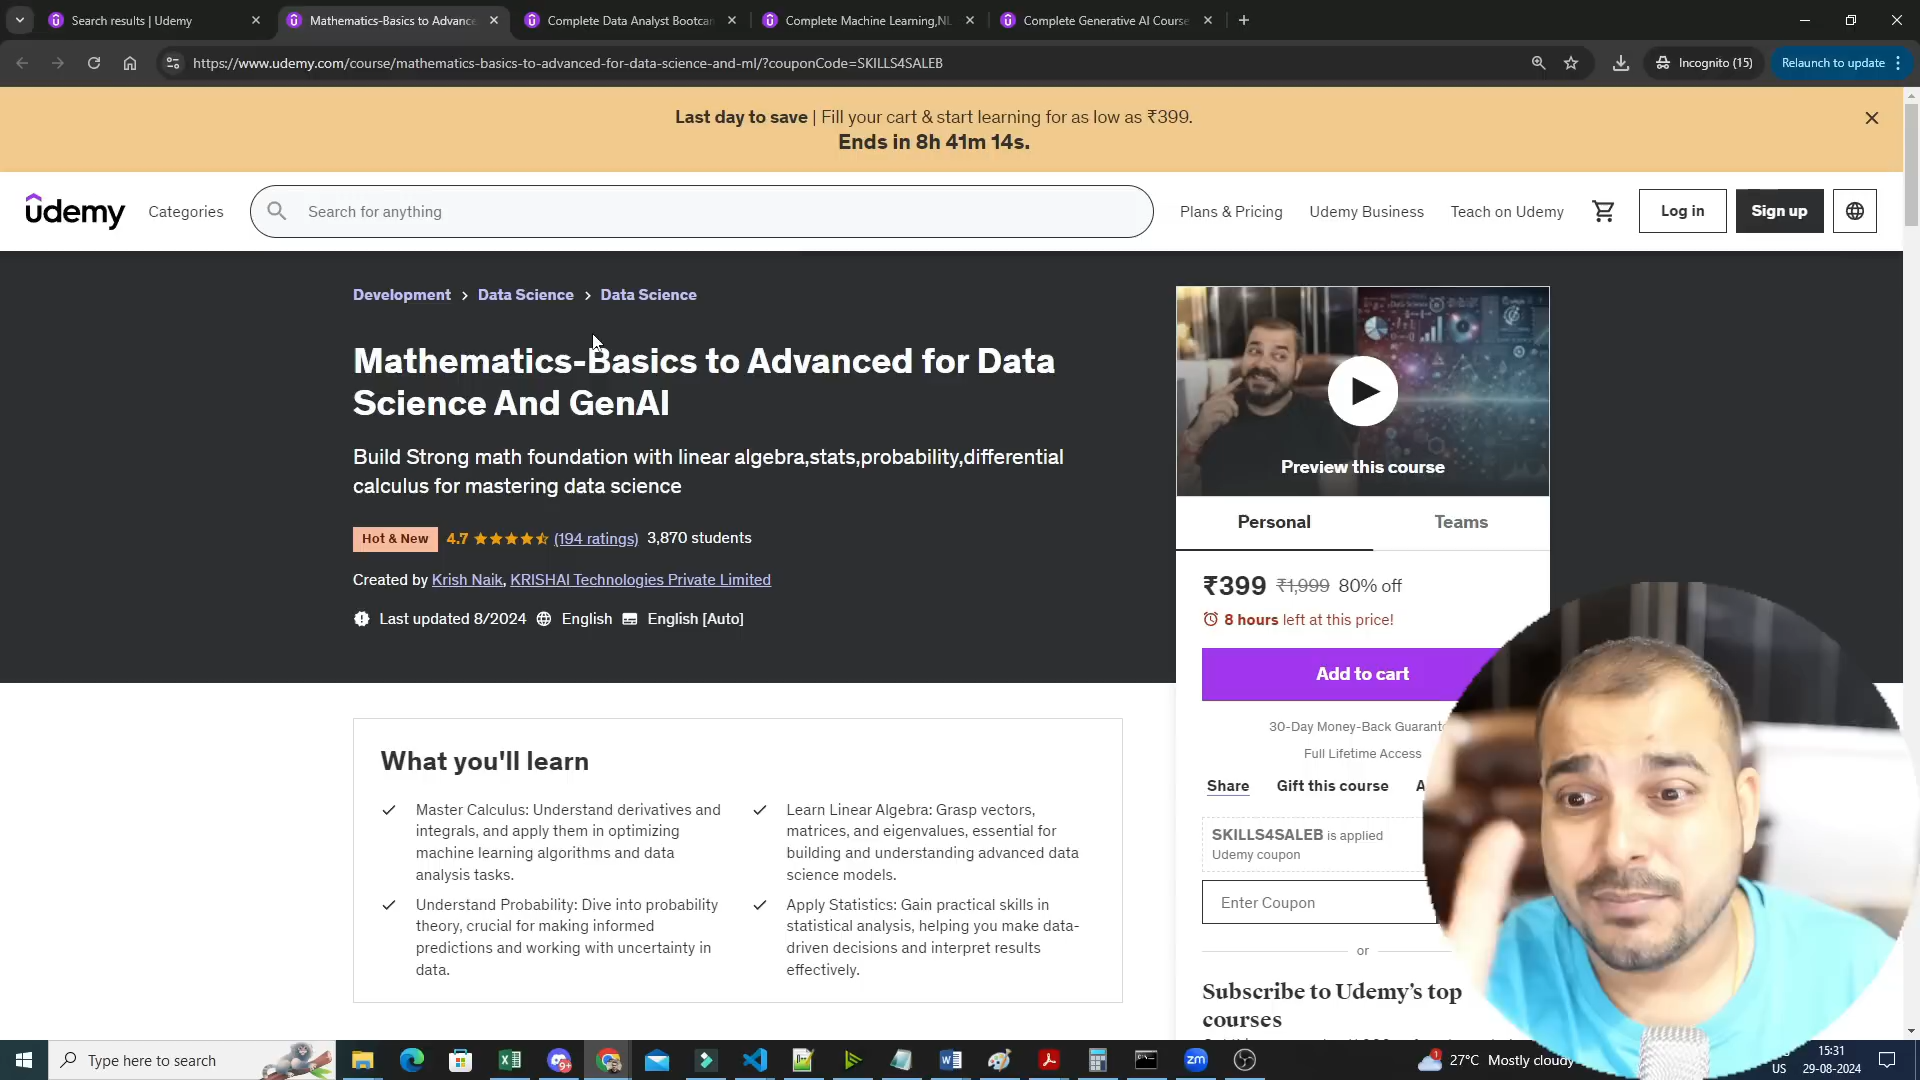 Search results | Udemy
Mathematics-Basics to Advance
Complete Data Analyst Bootcam
Complete Machine Learning,NL
Complete Generative AI Course
https://www.udemy.com/course/mathematics-basics-to-advanced-for-data-science-and-ml/?couponCode=SKILLS4SALEB
Incognito (15)
Relaunch to update
Last day to save | Fill your cart & start learning for as low as ₹399.
Ends in 8h 41m 14s.
udemy
Categories
Search for anything
Plans & Pricing
Udemy Business
Teach on Udemy
Log in
Sign up
Development > Data Science > Data Science
Mathematics-Basics to Advanced for Data
Science And GenAI
Build Strong math foundation with linear algebra,stats,probability,differential
calculus for mastering data science
Hot & New 4.7 (194 ratings) 3,870 students
Created by Krish Naik, KRISHAI Technologies Private Limited
Last updated 8/2024 English English [Auto]
Preview this course
Personal
Teams
₹399 ₹1,999 80% off
8 hours left at this price!
Add to cart
30-Day Money-Back Guarante
Full Lifetime Access
Share
Gift this course
A
SKILLS4SALEB is applied
Udemy coupon
Enter Coupon
or
Subscribe to Udemy's top
courses
What you'll learn
Master Calculus: Understand derivatives and
integrals, and apply them in optimizing
machine learning algorithms and data
analysis tasks.
Learn Linear Algebra: Grasp vectors,
matrices, and eigenvalues, essential for
building and understanding advanced data
science models.
Understand Probability: Dive into probability
theory, crucial for making informed
predictions and working with uncertainty in
data.
Apply Statistics: Gain practical skills in
statistical analysis, helping you make data-
driven decisions and interpret results
effectively.
Type here to search
27°C Mostly cloudy
US
15:31
29-08-2024